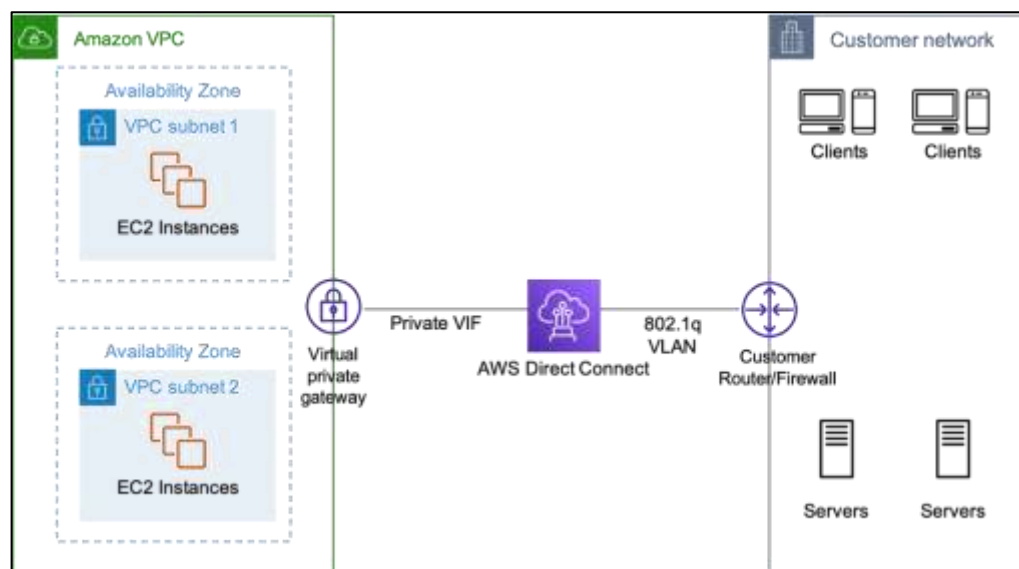 Amazon VPC
Availability Zone
VPC subnet 1
EC2 Instances
Availability Zone
VPC subnet 2
EC2 Instances
Virtual
private
gateway
Private VIF
AWS Direct Connect
802.1q
VLAN
Customer
Router/Firewall
Customer network
Clients
Clients
Servers
Servers